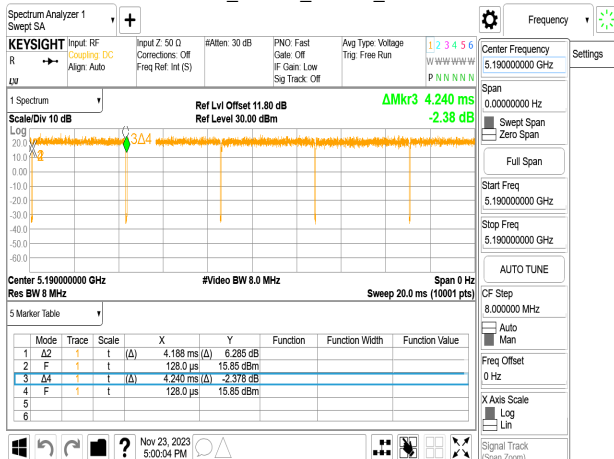 Spectrum Analyzer 1
Swept SA
Frequency
KEYSIGHT
R
LXI
Input: RF
Coupling: DC
Align: Auto
Input Z: 50 Ω
Corrections: Off
Freq Ref: Int (S)
#Atten: 30 dB
PNO: Fast
Gate: Off
IF Gain: Low
Sig Track: Off
Avg Type: Voltage
Trig: Free Run
1 2 3 4 5 6
W W W W W W
P N N N N N
1 Spectrum
Scale/Div 10 dB
Ref Lvl Offset 11.80 dB
Ref Level 30.00 dBm
ΔMkr3 4.240 ms
-2.38 dB
Log
20.0
10.0
0.00
-10.0
-20.0
-30.0
-40.0
-50.0
-60.0
3Δ4
Center 5.190000000 GHz
Res BW 8 MHz
#Video BW 8.0 MHz
Span 0 Hz
Sweep 20.0 ms (10001 pts)
5 Marker Table
Mode Trace Scale X Y Function Function Width Function Value
1 Δ2 1 t (Δ) 4.188 ms (Δ) 6.285 dB
2 F 1 t 128.0 µs 15.85 dBm
3 Δ4 1 t (Δ) 4.240 ms (Δ) -2.378 dB
4 F 1 t 128.0 µs 15.85 dBm
5
6
?
Nov 23, 2023
5:00:04 PM
Center Frequency
5.190000000 GHz
Settings
Span
0.00000000 Hz
Swept Span
Zero Span
Full Span
Start Freq
5.190000000 GHz
Stop Freq
5.190000000 GHz
AUTO TUNE
CF Step
8.000000 MHz
Auto
Man
Freq Offset
0 Hz
X Axis Scale
Log
Lin
Signal Track
(Span Zoom)